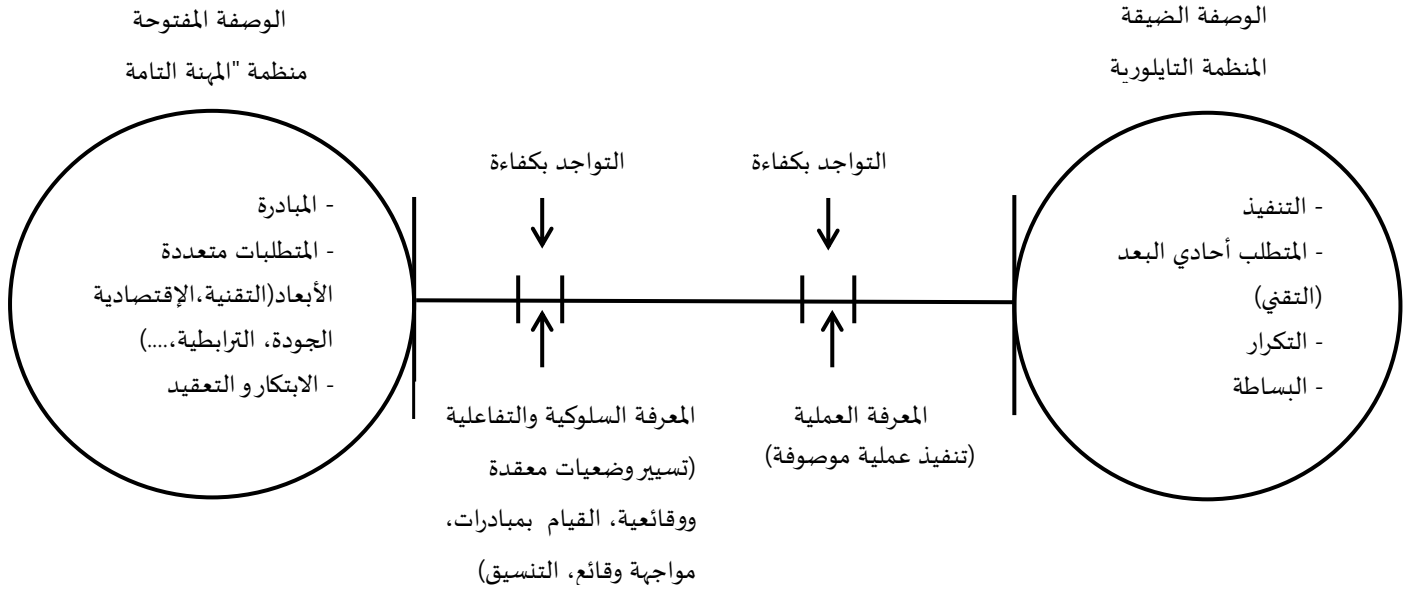 الوصفة الضيقة
المنظمة التايلورية
- التنفيذ
- المتطلب أحادي البعد
(التقني)
- التكرار
- البساطة
التواجد بكفاءة
المعرفة العملية
(تنفيذ عملية موصوفة)
التواجد بكفاءة
المعرفة السلوكية والتفاعلية
(تسيير وضعيات معقدة
ووقائعية، القيام بمبادرات،
مواجهة وقائع، التنسيق)
الوصفة المفتوحة
منظمة "المهنة التامة
- المبادرة
- المتطلبات متعددة
الأبعاد(التقنية،الإقتصادية
الجودة، الترابطية،....)
- الابتكار و التعقيد